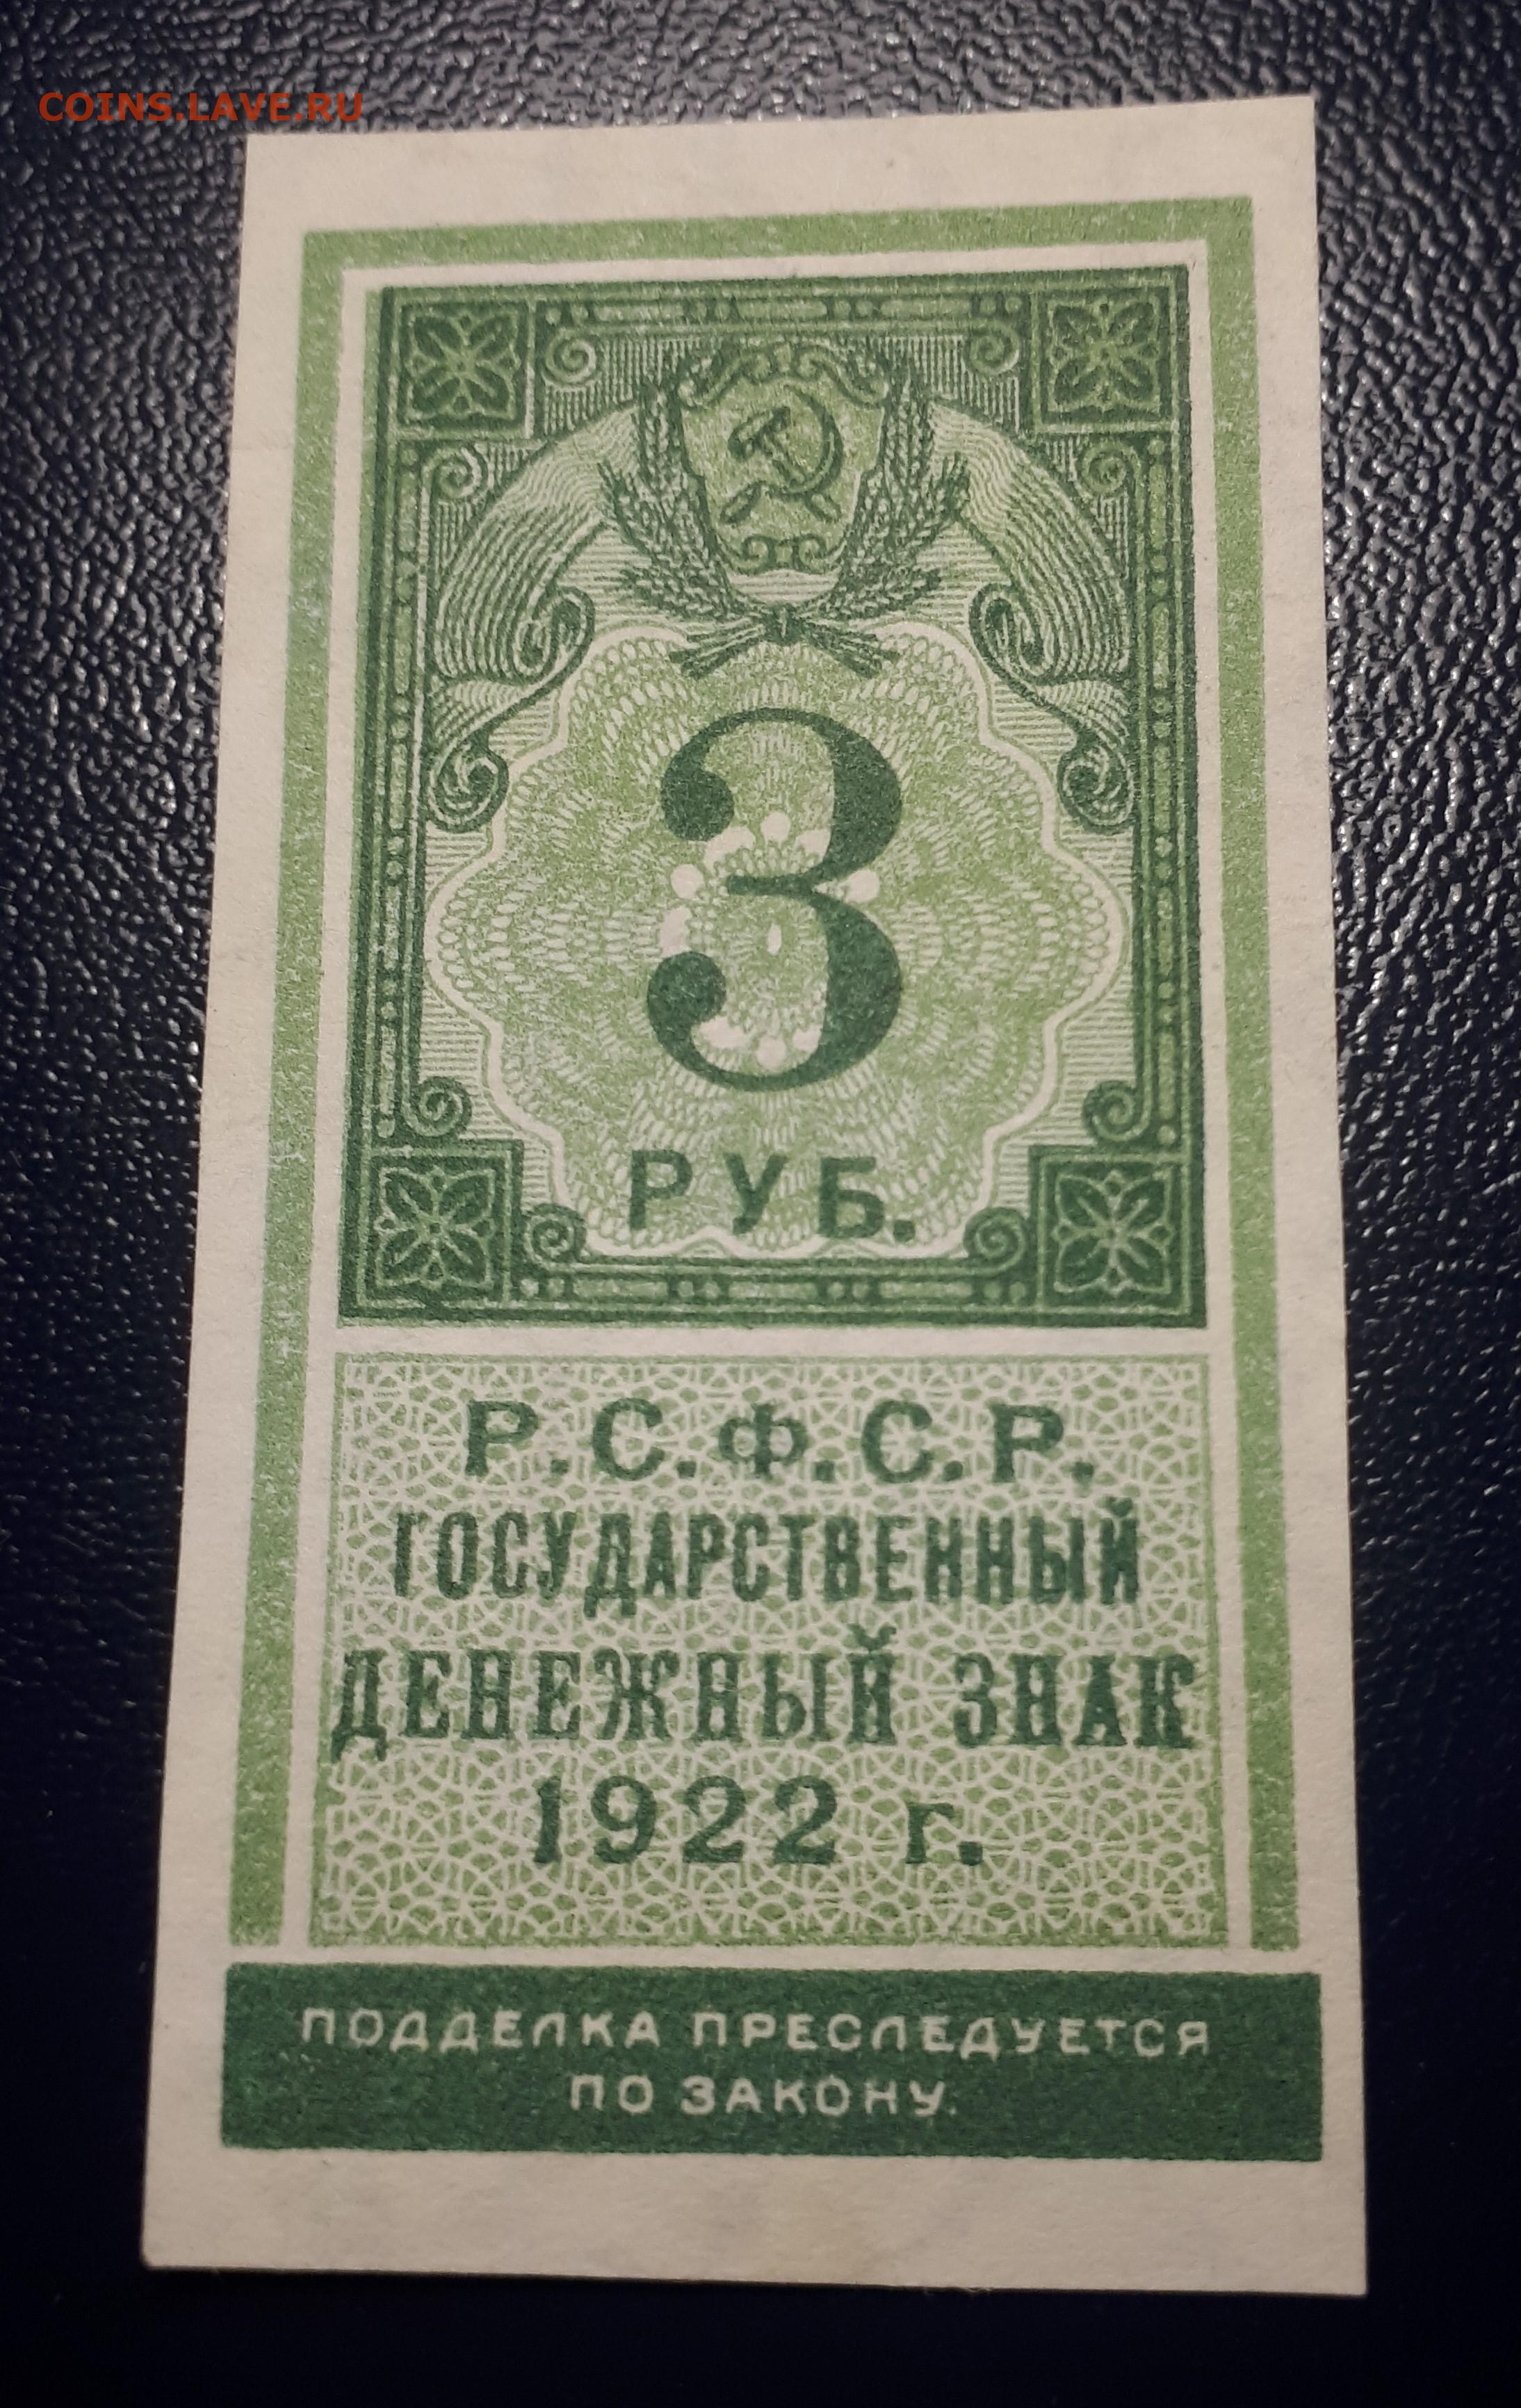 COINS.LAVE.RU
3
РУБ.
Р.С.Ф.С.Р.
ГОСУДАРСТВЕННЫЙ
ДЕНЕЖНЫЙ ЗНАК
1922 г.
ПОДДЕЛКА ПРЕСЛЕДУЕТСЯ
ПО ЗАКОНУ.